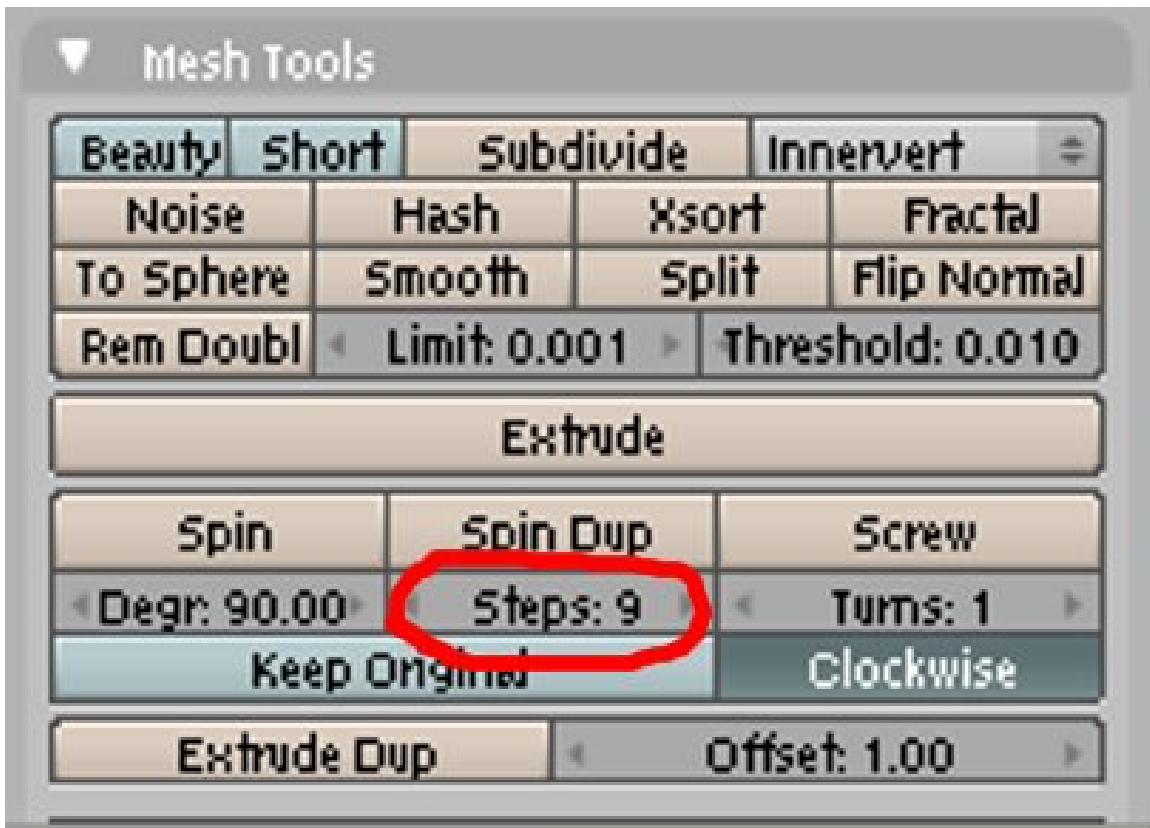 Mesh Tools
Beauty Short Subdivide Innervert
Noise Hash Xsort Fractal
To Sphere Smooth Split Flip Normal
Rem Doubl Limit: 0.001 Threshold: 0.010
Extrude
Spin Spin Dup Screw
Degr: 90.00 Steps: 9 Turns: 1
Keep Original Clockwise
Extrude Dup Offset: 1.00